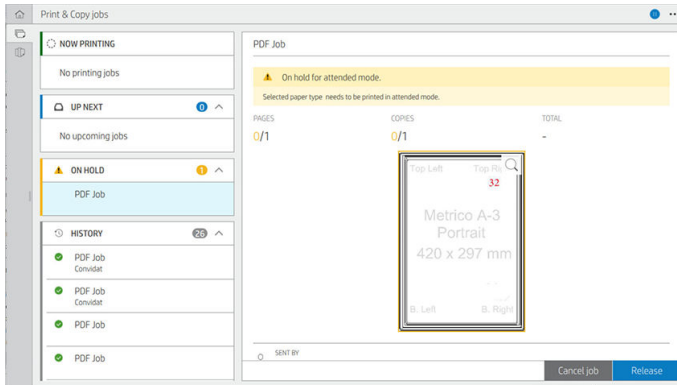 Print & Copy jobs
NOW PRINTING
No printing jobs
UP NEXT
0
No upcoming jobs
ON HOLD
1
PDF Job
HISTORY
26
PDF Job
Convidat
PDF Job
Convidat
PDF Job
PDF Job
PDF Job
On hold for attended mode.
Selected paper type needs to be printed in attended mode.
PAGES
COPIES
TOTAL
0/1
0/1
-
Top Left
Top
32
Metrico A-3
Portrait
420 x 297 mm
B. Left
B. Right
SENT BY
Cancel job
Release